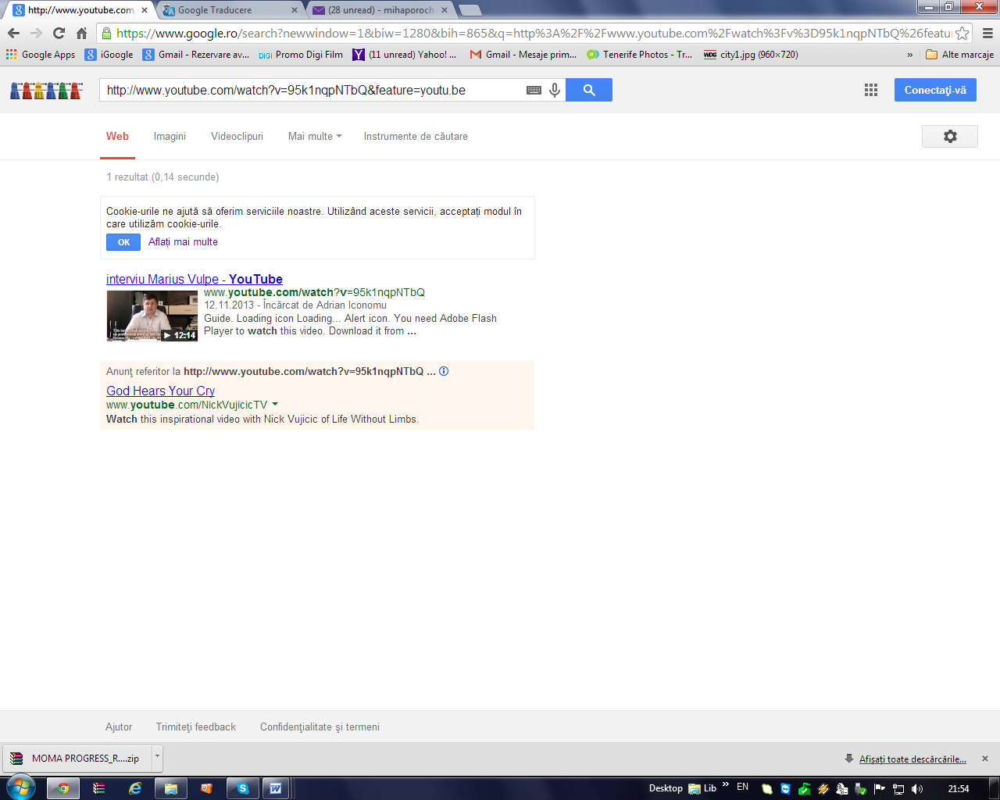 http://www.youtube.com
Google Traducere
(28 unread) - mihaporoch
https://www.google.ro/search?newwindow=1&biw=1280&bih=865&q=http%3A%2F%2Fwww.youtube.com%2Fwatch%3Fv%3D95k1nqpNTbQ%26featur
Google Apps
iGoogle
Gmail - Rezervare av...
DIGI Promo Digi Film
(11 unread) Yahoo! ...
Gmail - Mesaje prim...
Tenerife Photos - Tr...
city1.jpg (960×720)
»
Alte marcaje
http://www.youtube.com/watch?v=95k1nqpNTbQ&feature=youtu.be
Conectaţi-vă
Web
Imagini
Videoclipuri
Mai multe
Instrumente de căutare
1 rezultat (0,14 secunde)
Cookie-urile ne ajută să oferim serviciile noastre. Utilizând aceste servicii, acceptați modul în
care utilizăm cookie-urile.
OK
Aflați mai multe
interviu Marius Vulpe - YouTube
www.youtube.com/watch?v=95k1nqpNTbQ
12.11.2013 - Încărcat de Adrian Iconomu
Guide. Loading icon Loading... Alert icon. You need Adobe Flash
Player to watch this video. Download it from ...
12:14
Anunţ referitor la http://www.youtube.com/watch?v=95k1nqpNTbQ ...
God Hears Your Cry
www.youtube.com/NickVujicicTV
Watch this inspirational video with Nick Vujicic of Life Without Limbs.
Ajutor
Trimiteţi feedback
Confidenţialitate şi termeni
MOMA PROGRESS_R....zip
Afișați toate descărcările...
Desktop
Lib
»
EN
21:54